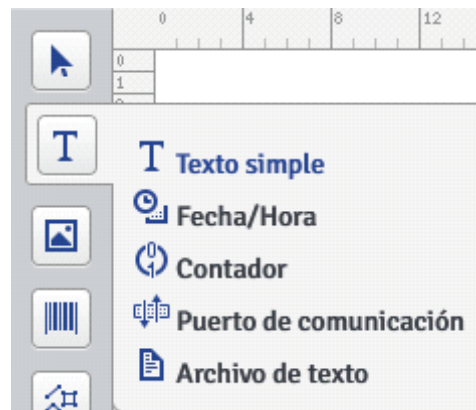 0 4 8 12
0
1
T
T Texto simple
Fecha/Hora
Contador
Puerto de comunicación
Archivo de texto